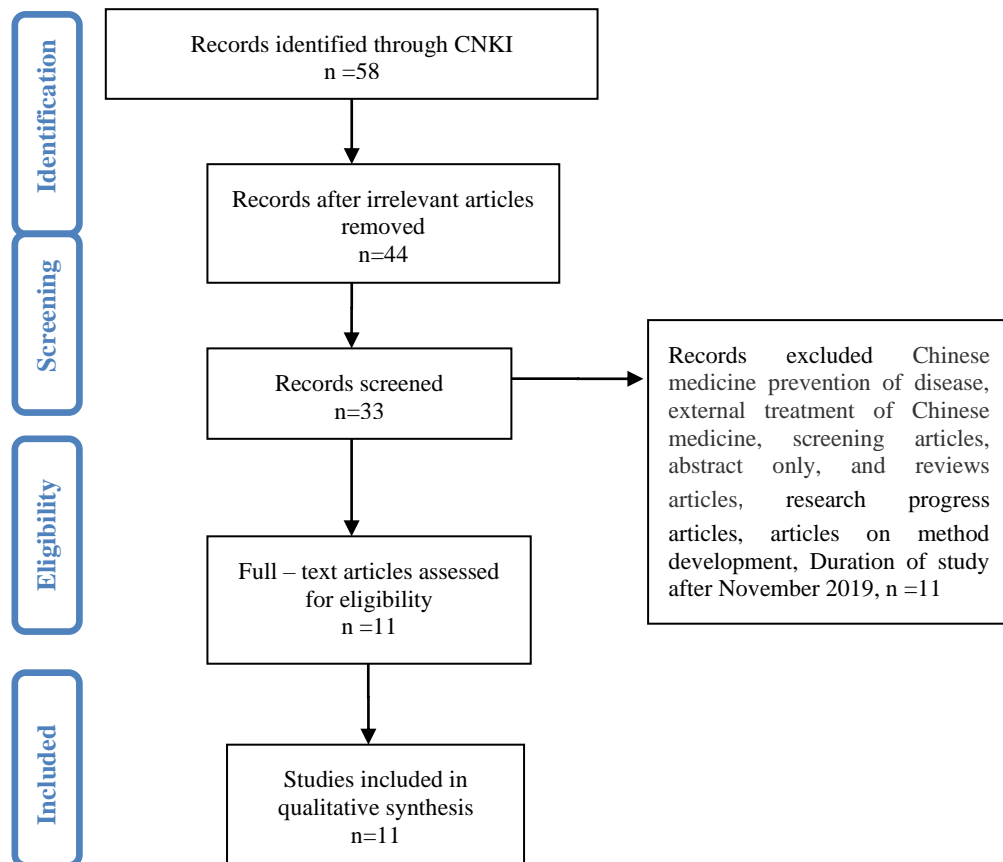 Identification
Records identified through CNKI
n =58
Records after irrelevant articles
removed
n=44
Screening
Records screened
n=33
Records excluded Chinese
medicine prevention of disease,
external treatment of Chinese
medicine, screening articles,
abstract only, and reviews
articles, research progress
articles, articles on method
development, Duration of study
after November 2019, n =11
Eligibility
Full – text articles assessed
for eligibility
n =11
Included
Studies included in
qualitative synthesis
n=11